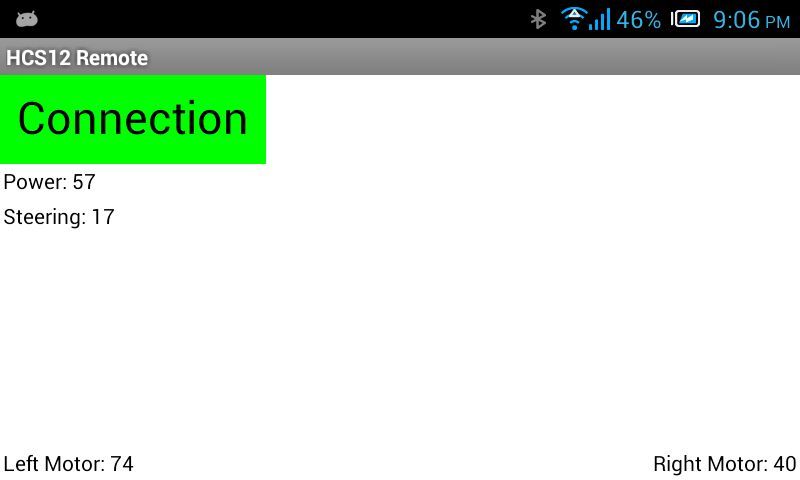 46% 9:06 PM
HCS12 Remote
Connection
Power: 57
Steering: 17
Left Motor: 74 Right Motor: 40